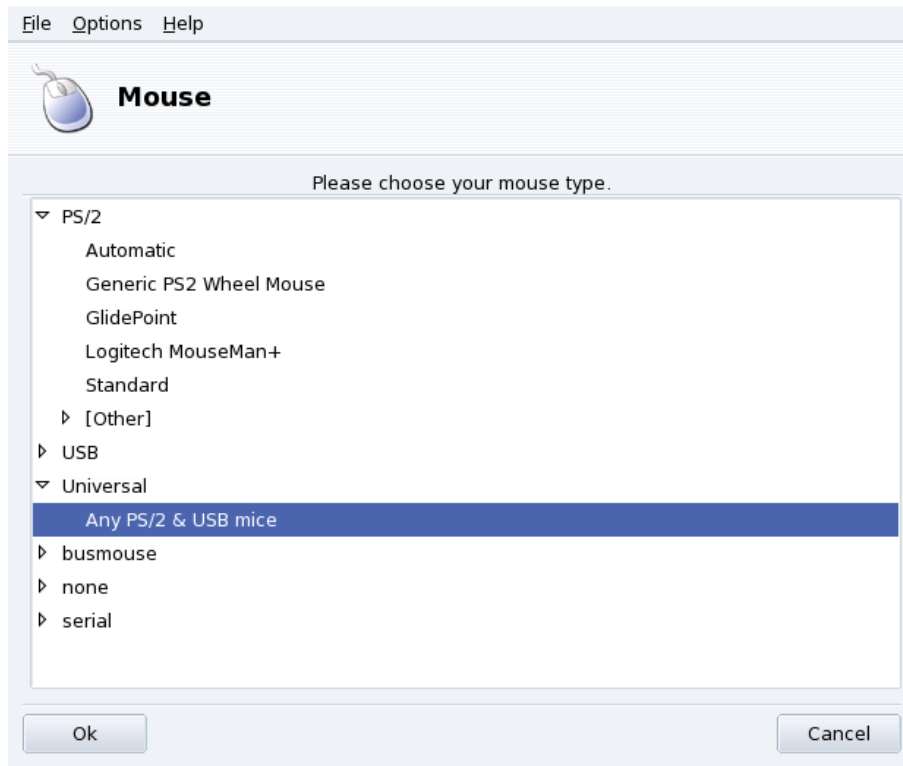 File Options Help
Mouse
Please choose your mouse type.
PS/2
Automatic
Generic PS2 Wheel Mouse
GlidePoint
Logitech MouseMan+
Standard
[Other]
USB
Universal
Any PS/2 & USB mice
busmouse
none
serial
Ok Cancel